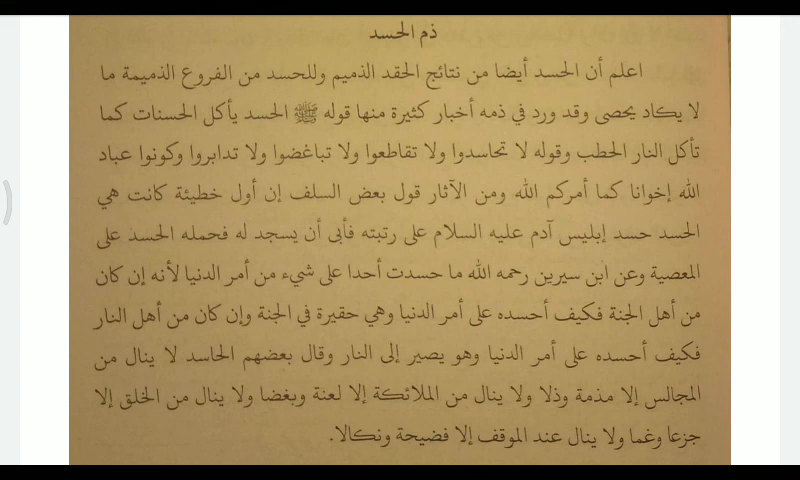 ذم الحسد
اعلم أن الحسد أيضا من نتائج الحقد الذميم وللحسد من الفروع الذميمة ما
لا يكاد يحصى وقد ورد في ذمه أخبار كثيرة منها قوله ﷺ الحسد يأكل الحسنات كما
تأكل النار الحطب وقوله لا تحاسدوا ولا تقاطعوا ولا تباغضوا ولا تدابروا وكونوا عباد
الله إخوانا كما أمركم الله ومن الآثار قول بعض السلف إن أول خطيئة كانت هي
الحسد حسد إبليس آدم عليه السلام على رتبته فأبى أن يسجد له فحمله الحسد على
المعصية وعن ابن سيرين رحمه الله ما حسدت أحدا على شيء من أمر الدنيا لأنه إن كان
من أهل الجنة فكيف أحسده على أمر الدنيا وهي حقيرة في الجنة وإن كان من أهل النار
فكيف أحسده على أمر الدنيا وهو يصير إلى النار وقال بعضهم الحاسد لا ينال من
المجالس إلا مذمة وذلا ولا ينال من الملائكة إلا لعنة وبغضا ولا ينال من الخلق إلا
جزعا وغما ولا ينال عند الموقف إلا فضيحة ونكالا.